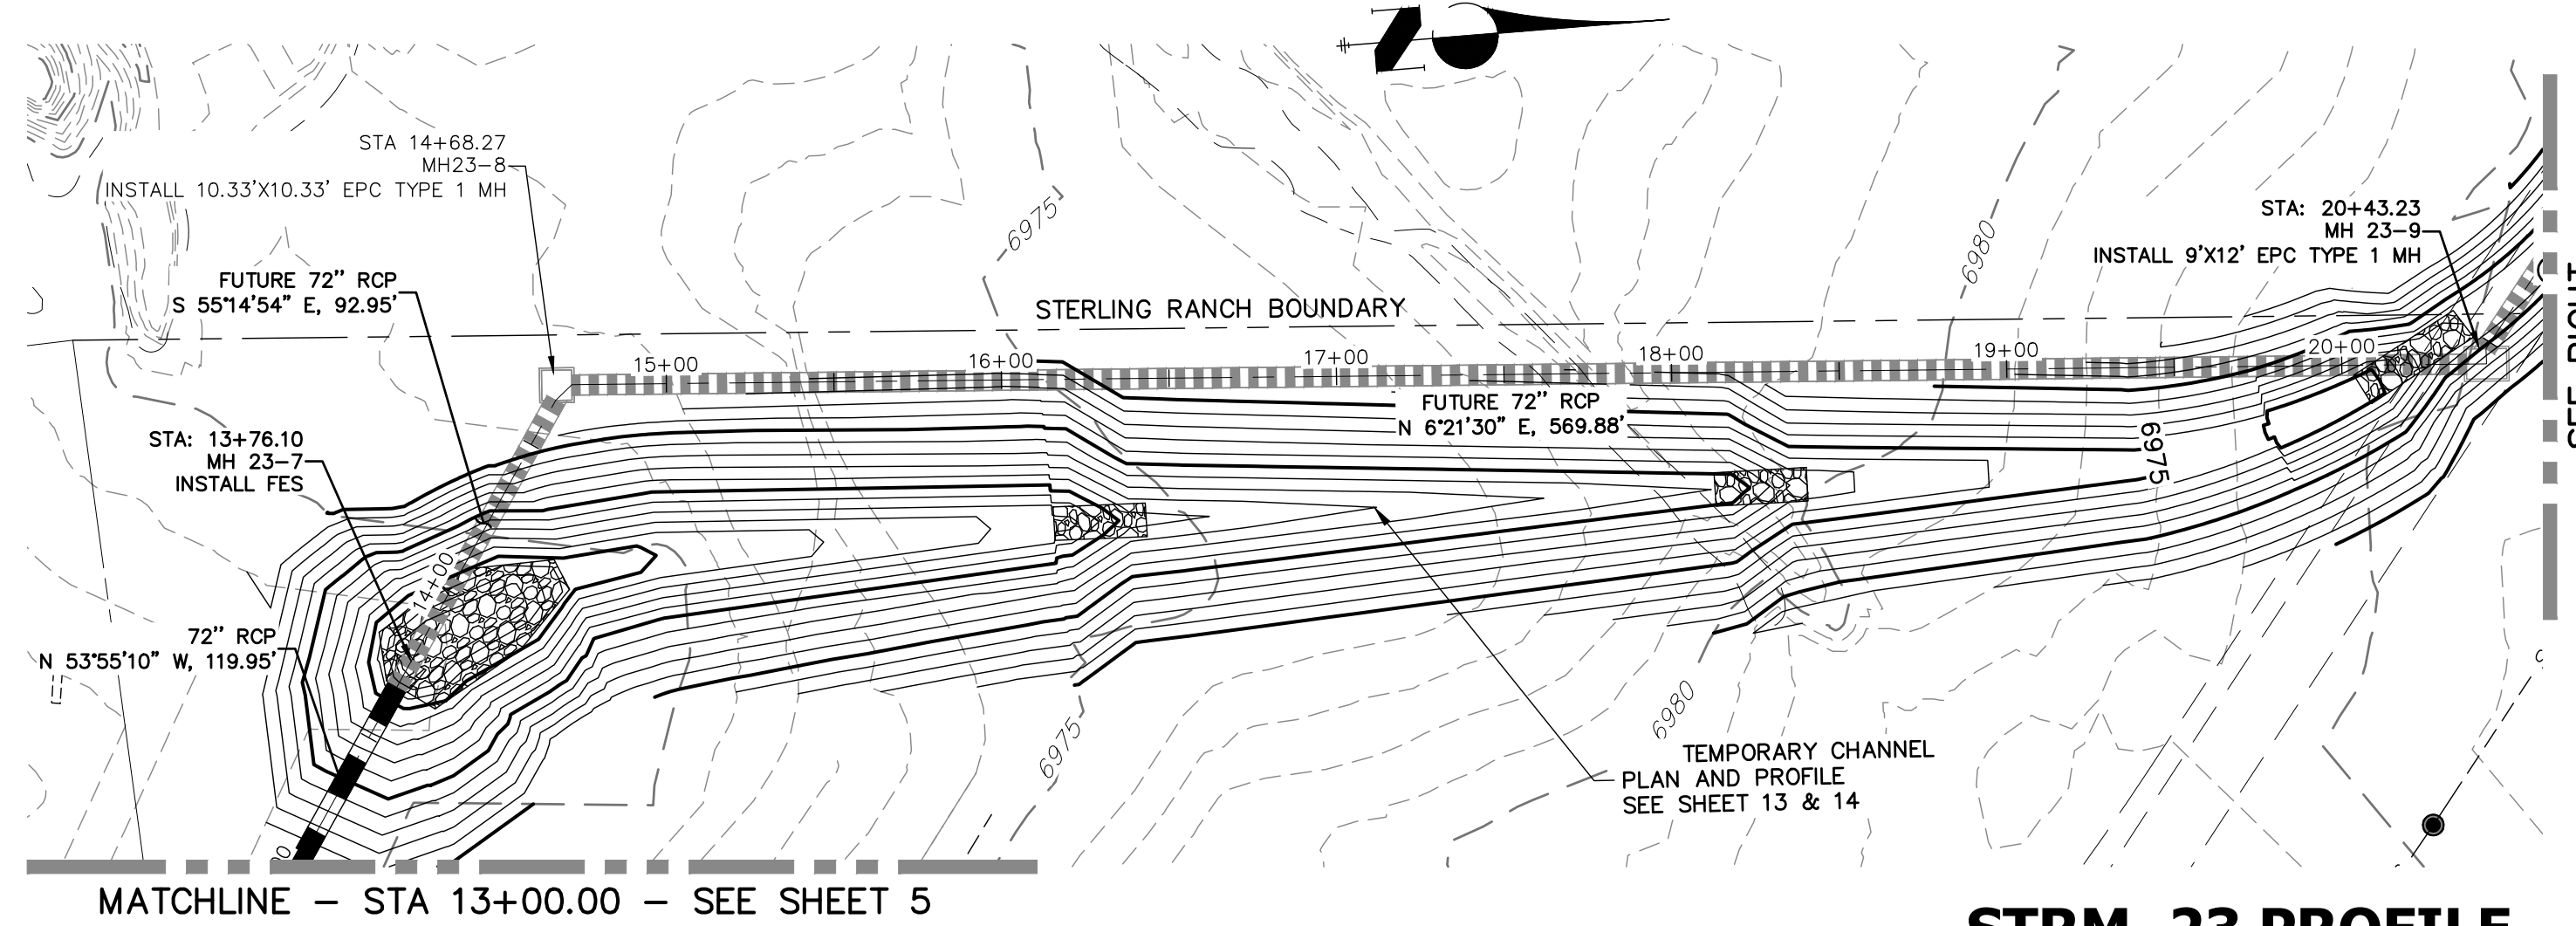 STA 14+68.27
MH23-8
INSTALL 10.33'X10.33' EPC TYPE 1 MH
FUTURE 72" RCP
S 55°14'54" E, 92.95'
STA: 13+76.10
MH 23-7
INSTALL FES
72" RCP
N 53°55'10" W, 119.95'
14+00
15+00
16+00
17+00
18+00
19+00
20+00
6975
STERLING RANCH BOUNDARY
6980
STA: 20+43.23
MH 23-9
INSTALL 9'X12' EPC TYPE 1 MH
FUTURE 72" RCP
N 6°21'30" E, 569.88'
6975
6975
6980
TEMPORARY CHANNEL
PLAN AND PROFILE
SEE SHEET 13 & 14
MATCHLINE - STA 13+00.00 - SEE SHEET 5
STRM 23 PROFILE
SEE RIGHT